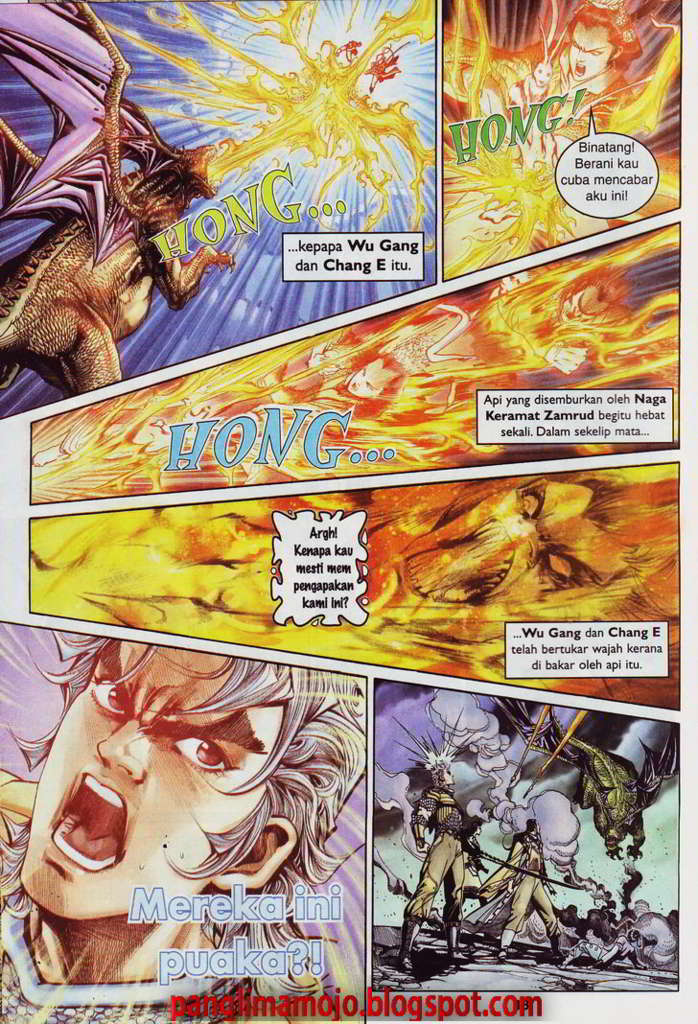 HONG...
...kepapa Wu Gang
dan Chang E itu.
HONG!
Binatang!
Berani kau
cuba mencabar
aku ini!
HONG...
Api yang disemburkan oleh Naga
Keramat Zamrud begitu hebat
sekali. Dalam sekelip mata...
Argh!
Kenapa kau
mesti mem
pengapakan
kami ini?
...Wu Gang dan Chang E
telah bertukar wajah kerana
di bakar oleh api itu.
Mereka ini
puaka?!
panglimamojo.blogspot.com